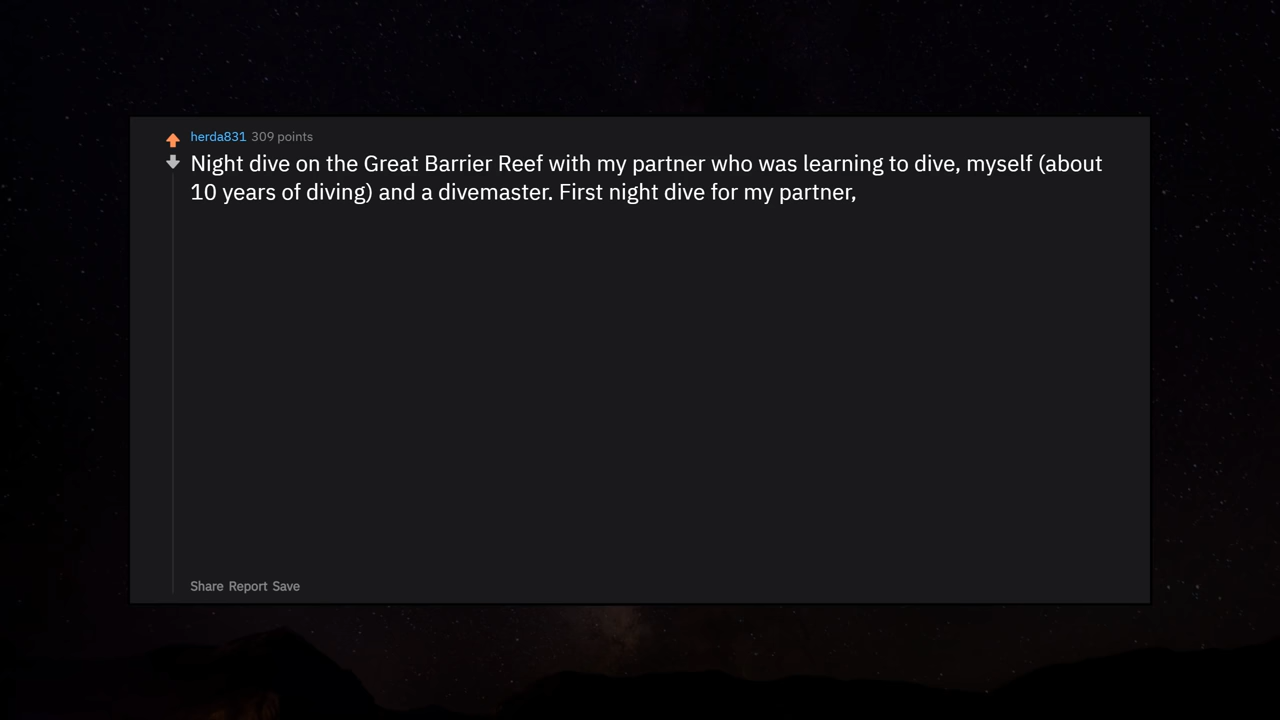 herda831 309 points
Night dive on the Great Barrier Reef with my partner who was learning to dive, myself (about
10 years of diving) and a divemaster. First night dive for my partner,
Share Report Save